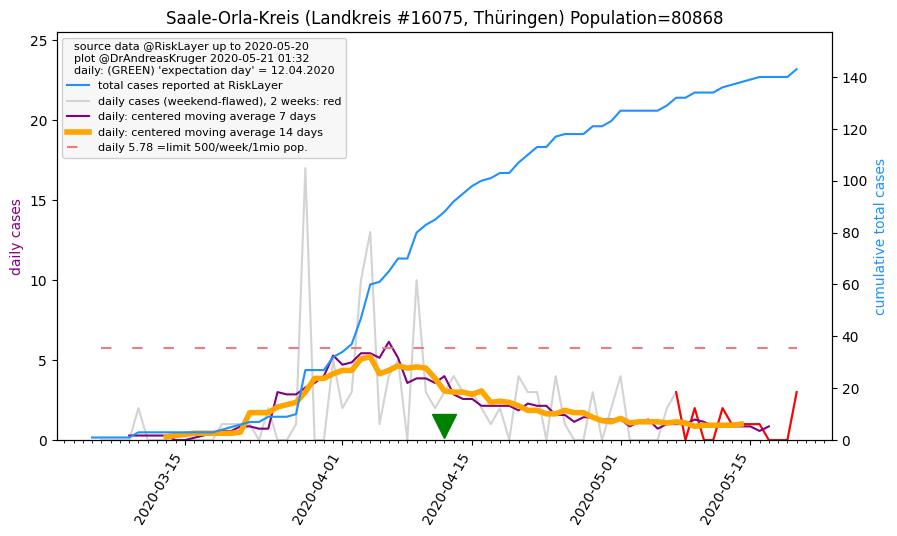 Saale-Orla-Kreis (Landkreis #16075, Thüringen) Population=80868
source data @RiskLayer up to 2020-05-20
plot @DrAndreasKruger 2020-05-21 01:32
daily: (GREEN) 'expectation day' = 12.04.2020
total cases reported at RiskLayer
daily cases (weekend-flawed), 2 weeks: red
daily: centered moving average 7 days
daily: centered moving average 14 days
daily 5.78 =limit 500/week/1mio pop.
daily cases
25
20
15
10
5
0
cumulative total cases
140
120
100
80
60
40
20
0
2020-03-15
2020-04-01
2020-04-15
2020-05-01
2020-05-15